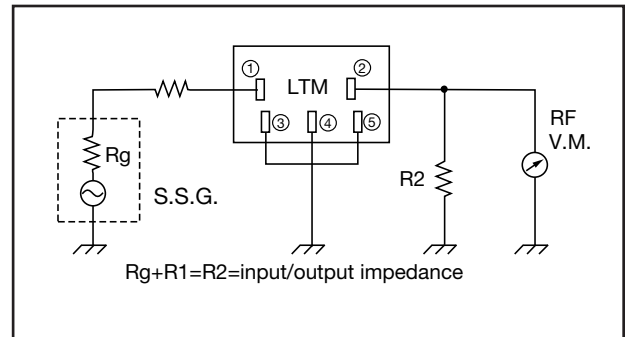 ① LTM ②
③ ④ ⑤
RF
V.M.
Rg
R2
S.S.G.
Rg+R1=R2=input/output impedance